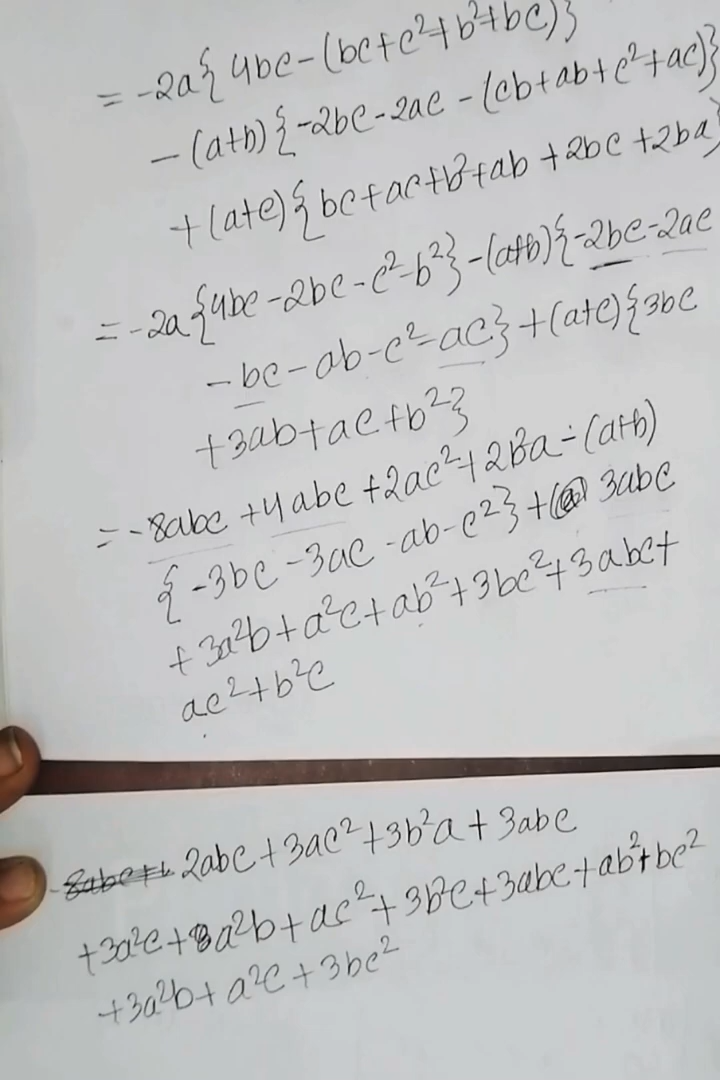 = -2a{4bc-(bc+c²+b²+bc)}
-(a+b){-2bc-2ac-(cb+ab+c²+ac)}
+(a+c){bc+ac+b²+ab+2bc+2ba}
=-2a{4bc-2bc-c²-b²}-(a+b){-2bc-2ac
-bc-ab-c²-ac}+(a+c){3bc
+3ab+ac+b²}
=-8abc+4abc+2ac²+2b²a-(a+b)
{-3bc-3ac-ab-c²}+ 3abc
+3a²b+a²c+ab²+3bc²+3abc+
ac²+b²c
2abc+3ac²+3b²a+3abc
+3a²c+a²b+ac²+3b²c+3abc+ab²+bc²
+3a²b+a²c+3bc²